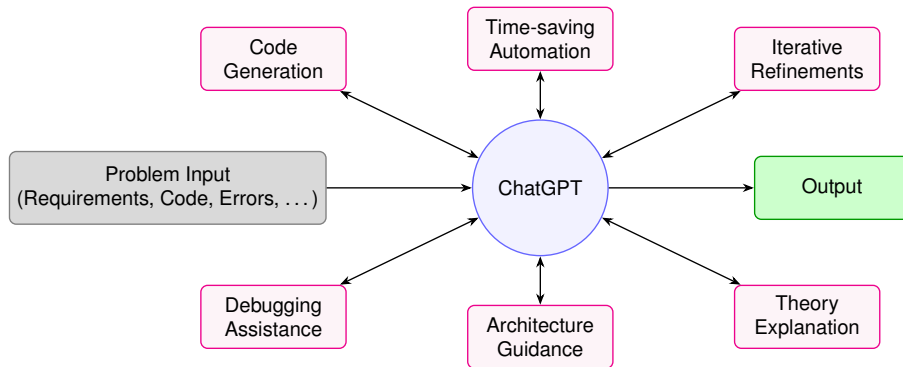 Code
Generation
Time-saving
Automation
Iterative
Refinements
Problem Input
(Requirements, Code, Errors, . . . )
ChatGPT
Output
Debugging
Assistance
Architecture
Guidance
Theory
Explanation